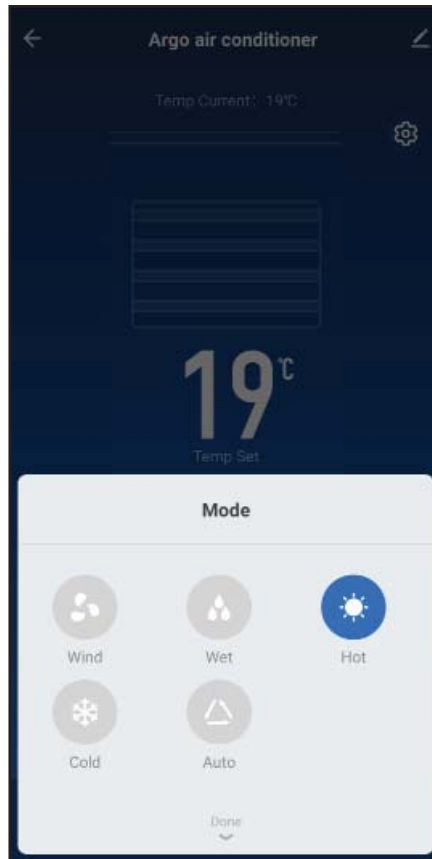 Argo air conditioner
Temp Current: 19℃
19℃
Temp Set
Mode
Wind Wet Hot
Cold Auto
Done